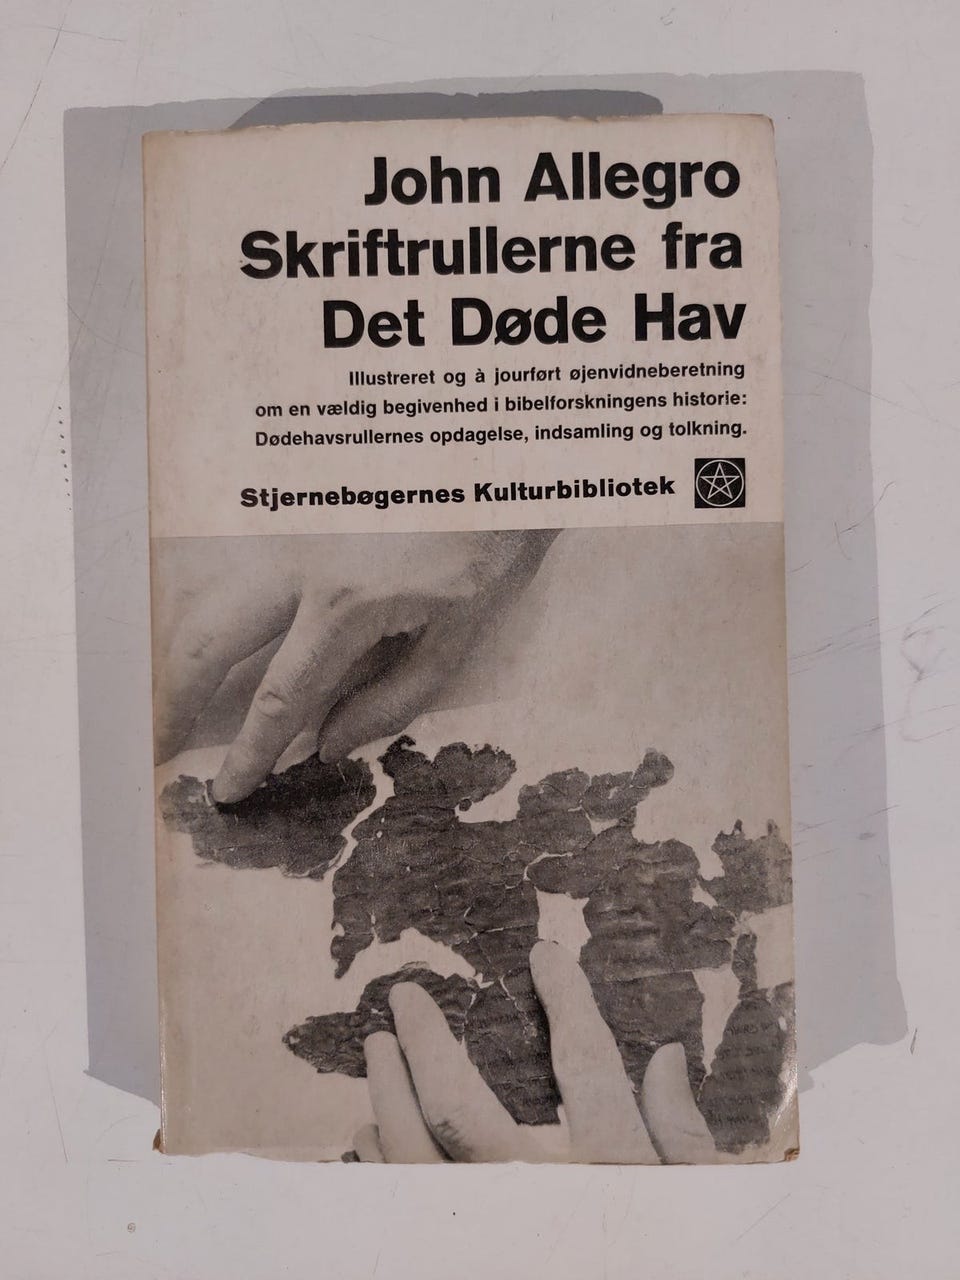 John Allegro
Skriftrullerne fra
Det Døde Hav
Illustreret og à jourført øjenvidneberetning
om en vældig begivenhed i bibelforskningens historie:
Dødehavsrullernes opdagelse, indsamling og tolkning.
Stjernebøgernes Kulturbibliotek